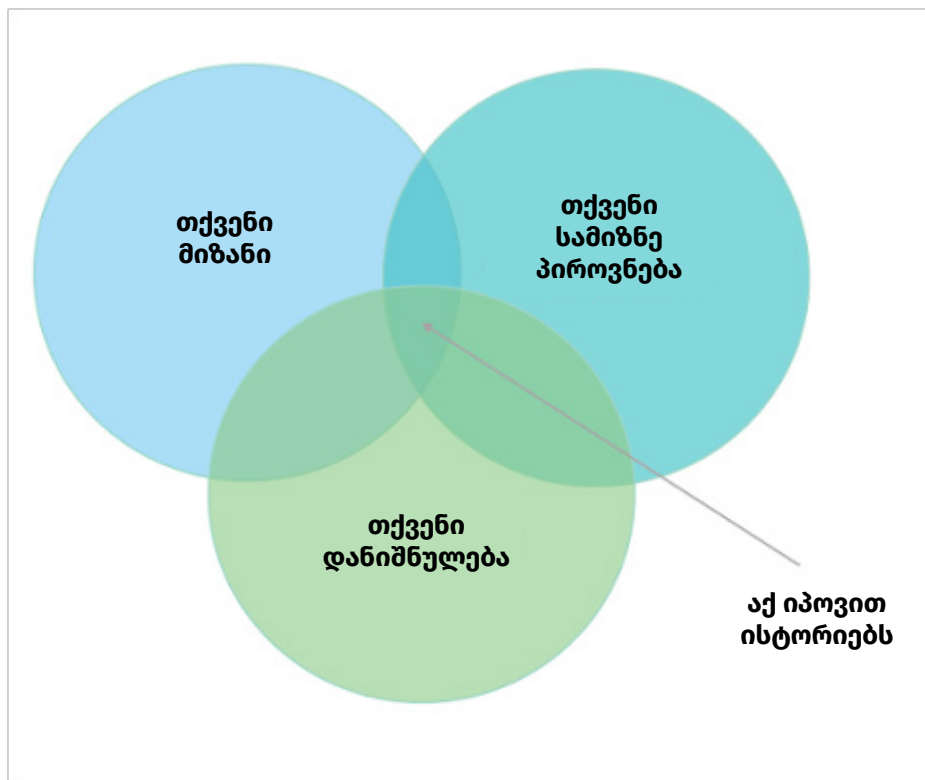 თქვენი
მიზანი
თქვენი
სამიზნე
პიროვნება
თქვენი
დანიშნულება
აქ იპოვით
ისტორიებს